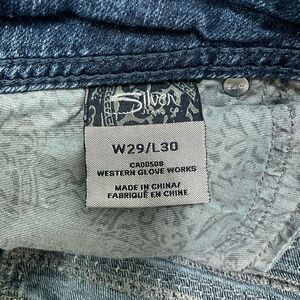 Silver
W29/L30
CA00508
WESTERN GLOVE WORKS
MADE IN CHINA/
FABRIQUÉ EN CHINE